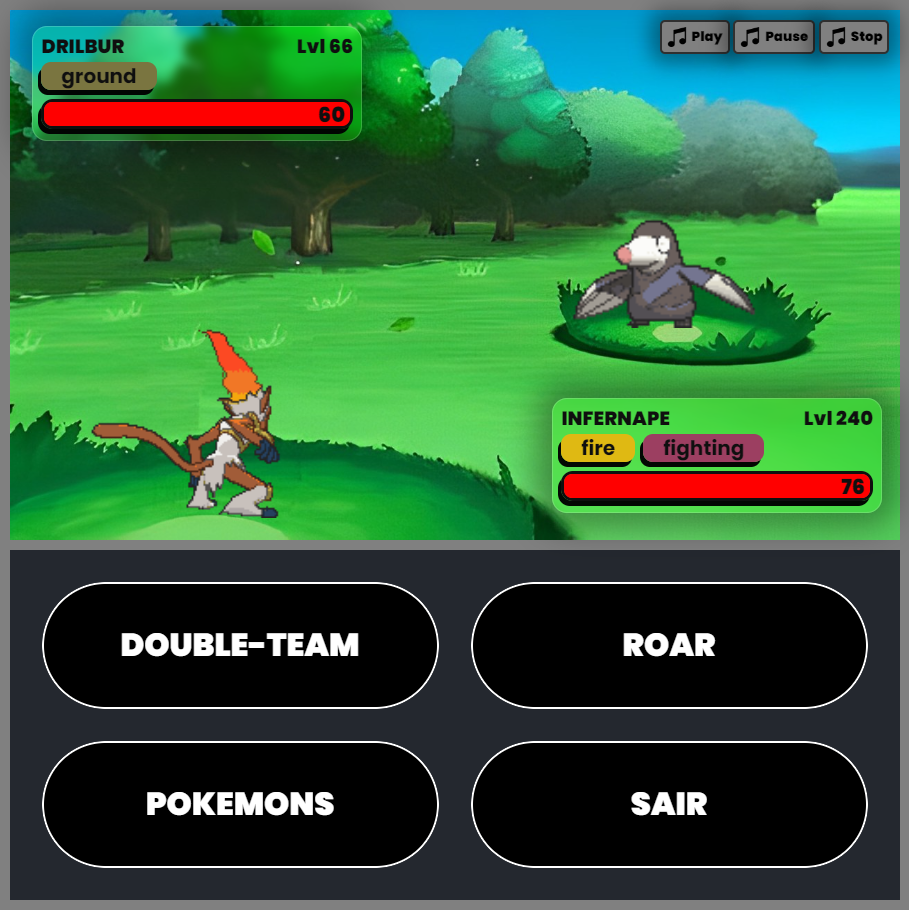 DRILBUR Lvl 66
ground
60
Play Pause Stop
INFERNAPE Lvl 240
fire fighting
76
DOUBLE-TEAM ROAR
POKEMONS SAIR